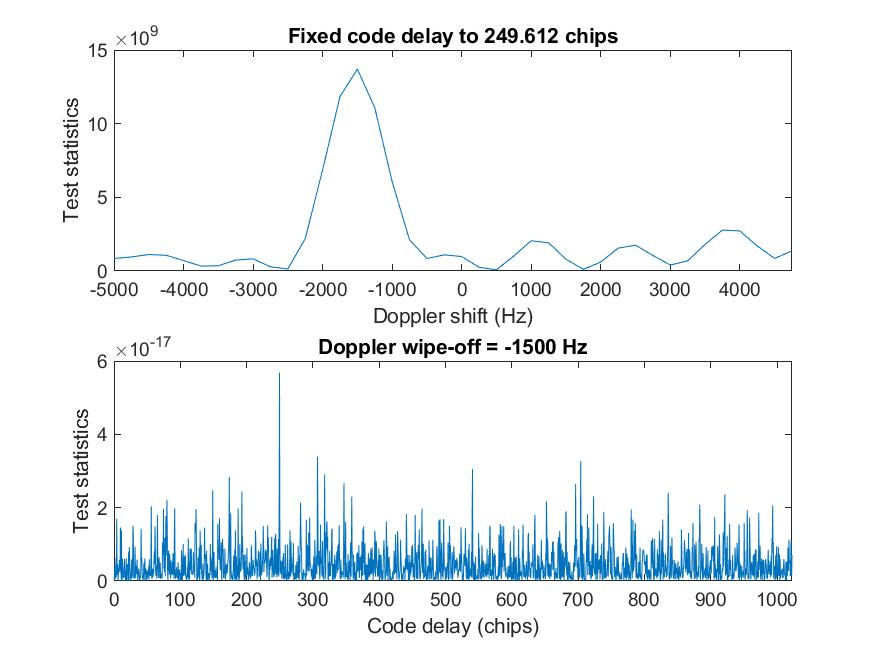 ×10^9
Fixed code delay to 249.612 chips
15
10
5
0
Test statistics
-5000 -4000 -3000 -2000 -1000 0 1000 2000 3000 4000
Doppler shift (Hz)
×10^-17
Doppler wipe-off = -1500 Hz
6
4
2
0
Test statistics
0 100 200 300 400 500 600 700 800 900 1000
Code delay (chips)